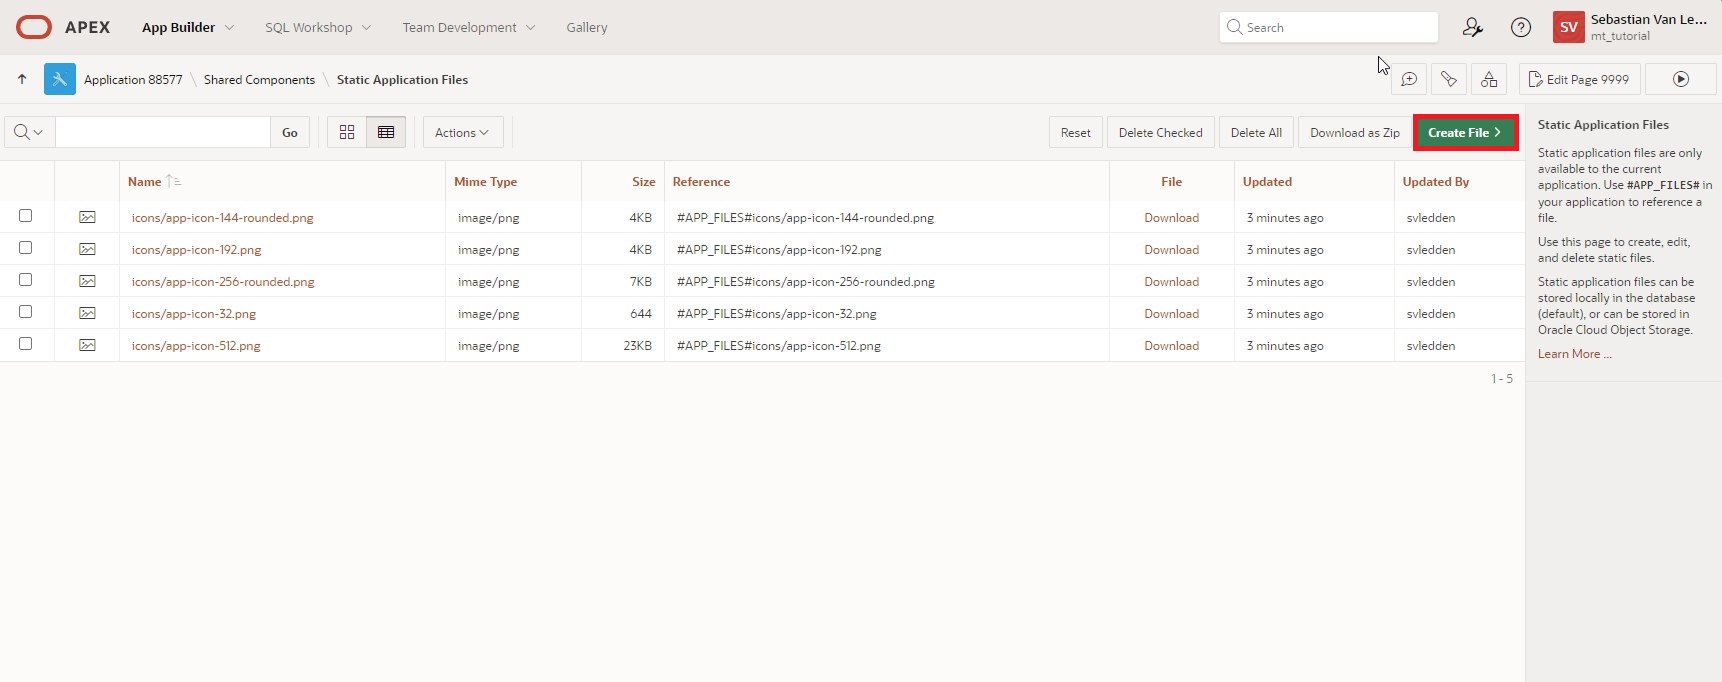 APEX App Builder SQL Workshop Team Development Gallery Search SV Sebastian Van Le...
mt_tutorial
Application 88577 \ Shared Components \ Static Application Files Edit Page 9999
Go Actions Reset Delete Checked Delete All Download as Zip Create File
Name Mime Type Size Reference File Updated Updated By
icons/app-icon-144-rounded.png image/png 4KB #APP_FILES#icons/app-icon-144-rounded.png Download 3 minutes ago svledden
icons/app-icon-192.png image/png 4KB #APP_FILES#icons/app-icon-192.png Download 3 minutes ago svledden
icons/app-icon-256-rounded.png image/png 7KB #APP_FILES#icons/app-icon-256-rounded.png Download 3 minutes ago svledden
icons/app-icon-32.png image/png 644 #APP_FILES#icons/app-icon-32.png Download 3 minutes ago svledden
icons/app-icon-512.png image/png 23KB #APP_FILES#icons/app-icon-512.png Download 3 minutes ago svledden
1 - 5
Static Application Files
Static application files are only
available to the current
application. Use #APP_FILES# in
your application to reference a
file.
Use this page to create, edit,
and delete static files.
Static application files can be
stored locally in the database
(default), or can be stored in
Oracle Cloud Object Storage.
Learn More ...